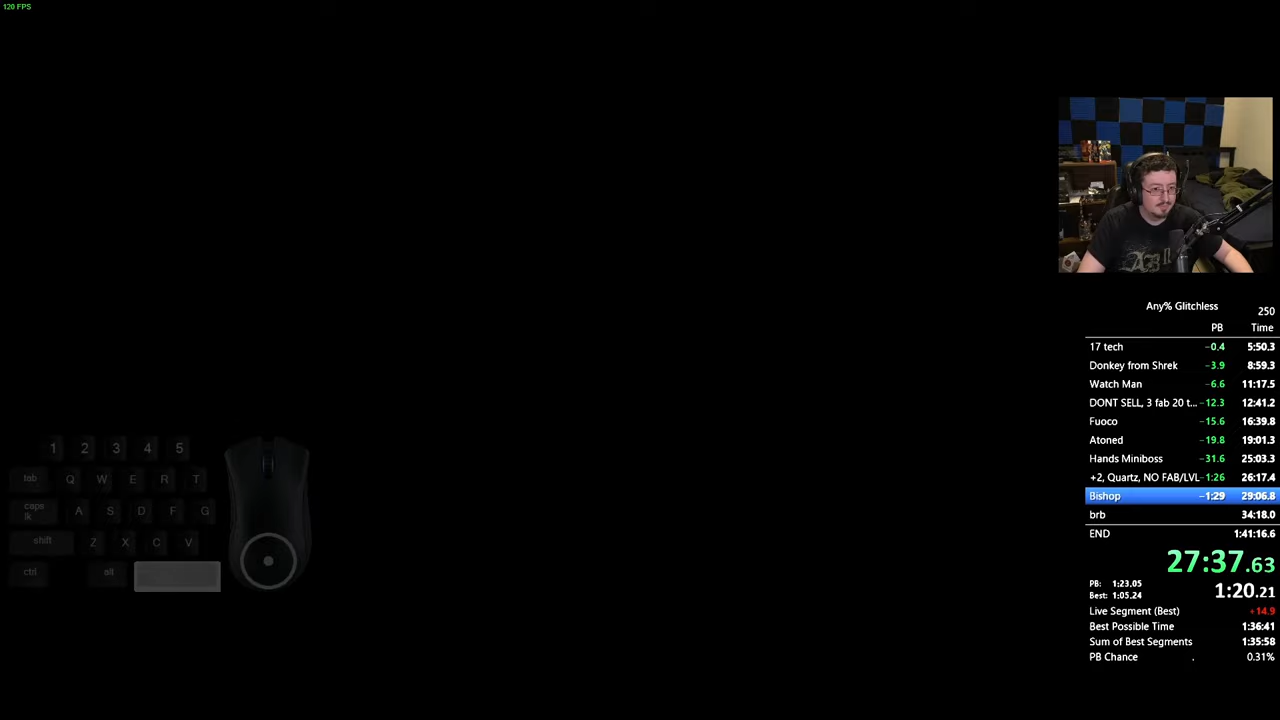 120 FPS
Any% Glitchless 250
PB Time
17 tech −0.4 5:50.3
Donkey from Shrek −3.9 8:59.3
Watch Man −6.6 11:17.5
DONT SELL, 3 fab 20 t... −12.3 12:41.2
Fuoco −15.6 16:39.8
Atoned −19.8 19:01.3
Hands Miniboss −31.6 25:03.3
+2, Quartz, NO FAB/LVL −1:26 26:17.4
Bishop −1:29 29:06.8
brb 34:18.0
END 1:41:16.6
27:37.63
PB: 1:23.05
Best: 1:05.24
1:20.21
Live Segment (Best) +14.9
Best Possible Time 1:36:41
Sum of Best Segments 1:35:58
PB Chance . 0.31%
1 2 3 4 5
tab Q W E R T
caps lk A S D F G
shift Z X C V
ctrl alt